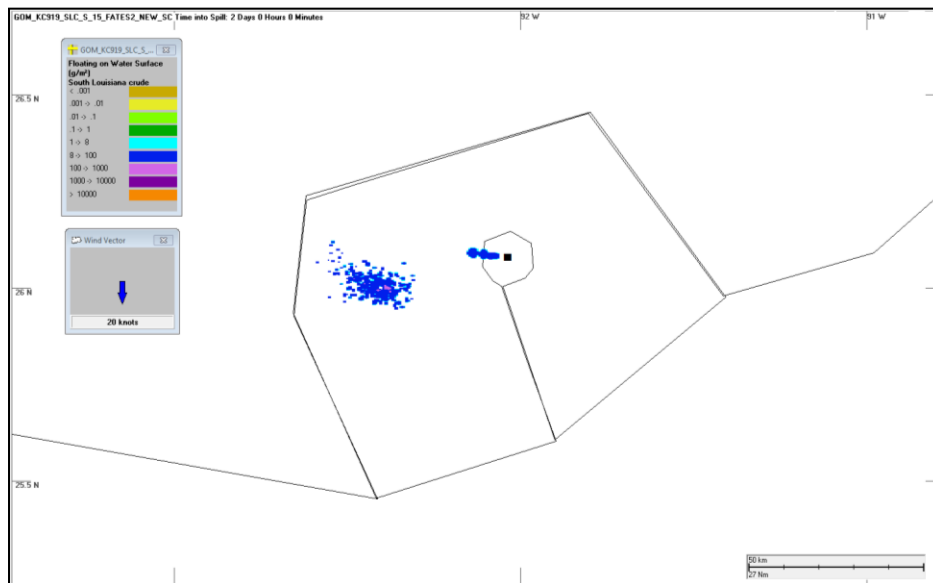 GOM_KC919_SLC_S_15_FATES2_NEW_SC Time into Spill: 2 Days 0 Hours 0 Minutes
92 W
91 W
GOM_KC919_SLC_S_...
Floating on Water Surface
(g/m²)
South Louisiana crude
< .001
.001 -> .01
.01 -> .1
.1 -> 1
1 -> 8
8 -> 100
100 -> 1000
1000 -> 10000
> 10000
26.5 N
Wind Vector
20 knots
26 N
25.5 N
50 km
27 Nm